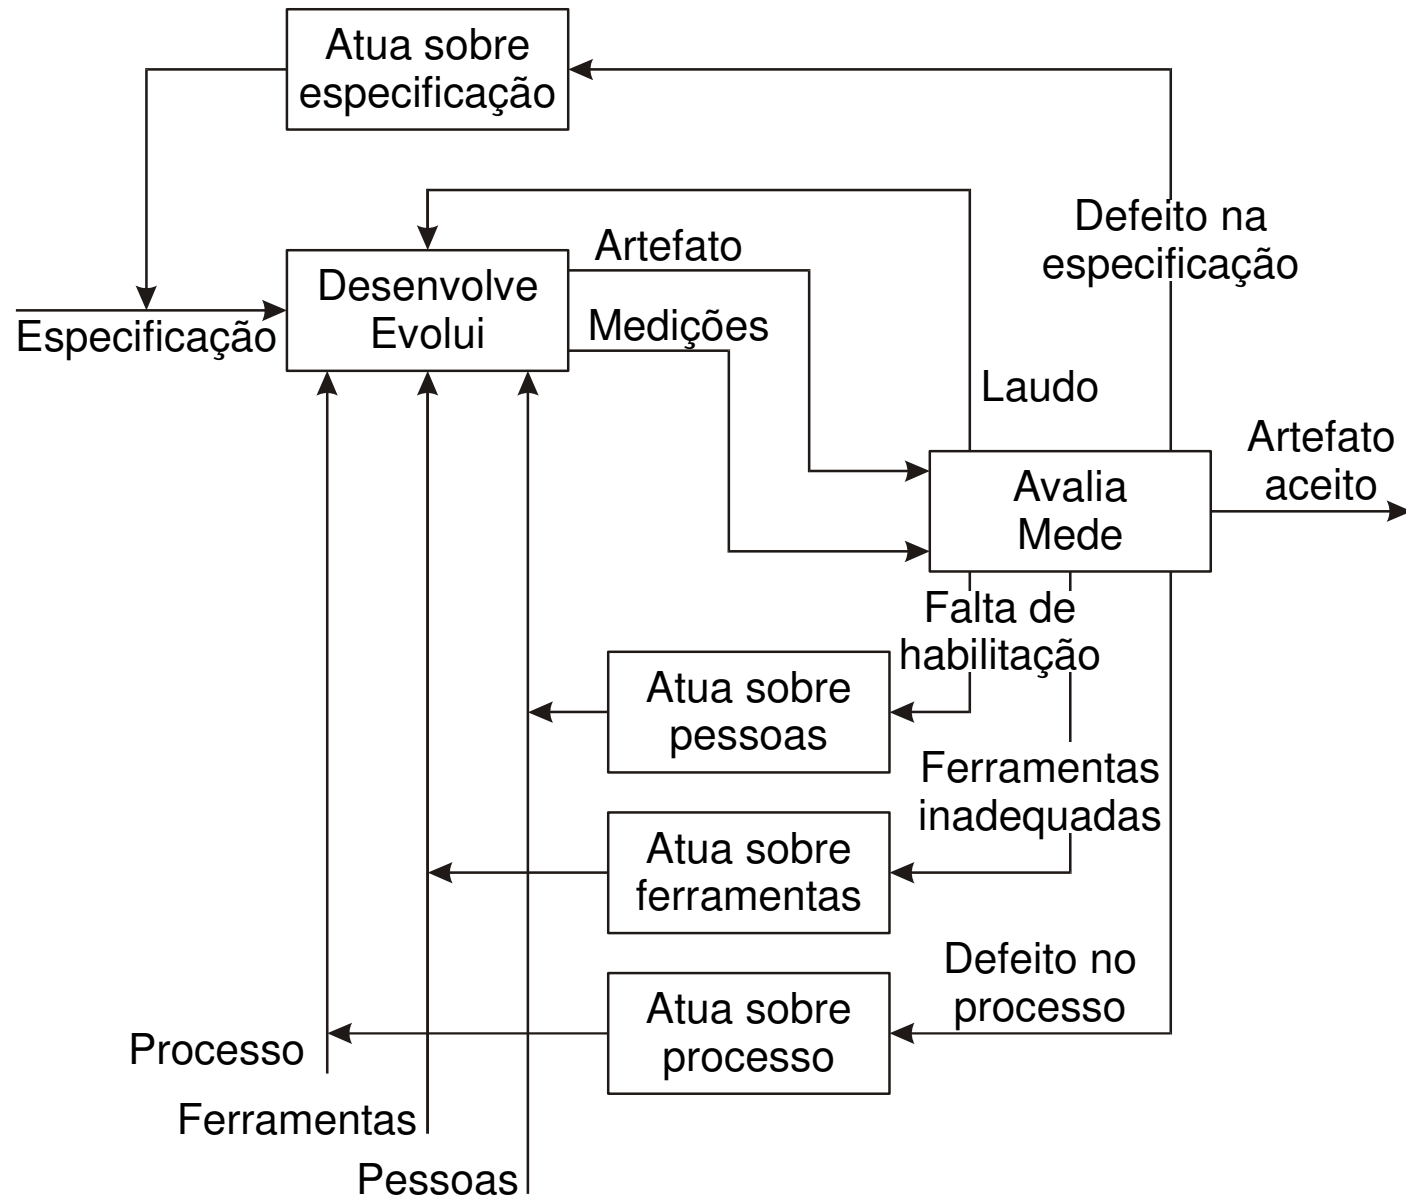 Atua sobre
especificação
Defeito na
especificação
Artefato
Desenvolve
Evolui
Medições
Especificação
Laudo
Artefato
aceito
Avalia
Mede
Falta de
habilitação
Atua sobre
pessoas
Ferramentas
inadequadas
Atua sobre
ferramentas
Defeito no
processo
Atua sobre
processo
Processo
Ferramentas
Pessoas